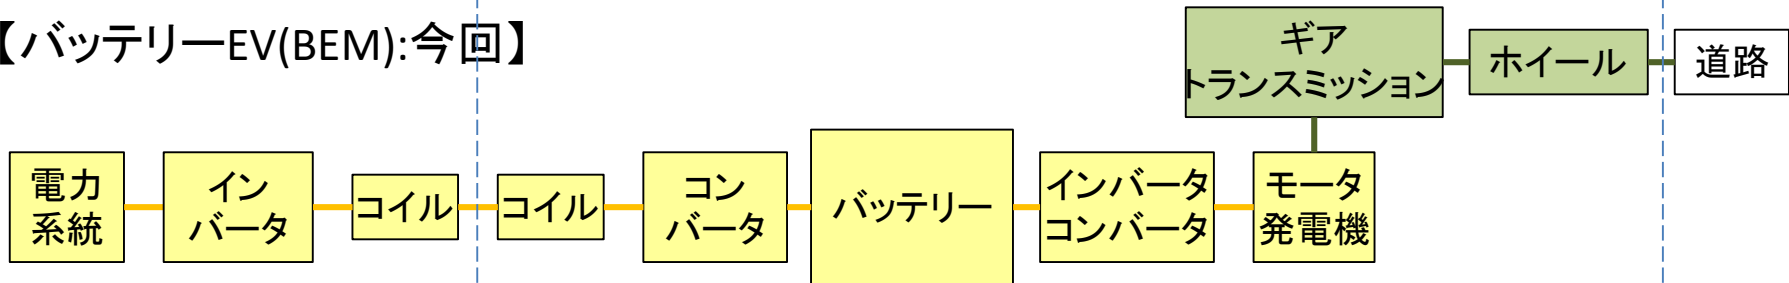 【バッテリーEV(BEM):今回】
ギア
トランスミッション
ホイール
道路
電力
系統
イン
バータ
コイル
コイル
コン
バータ
バッテリー
インバータ
コンバータ
モータ
発電機